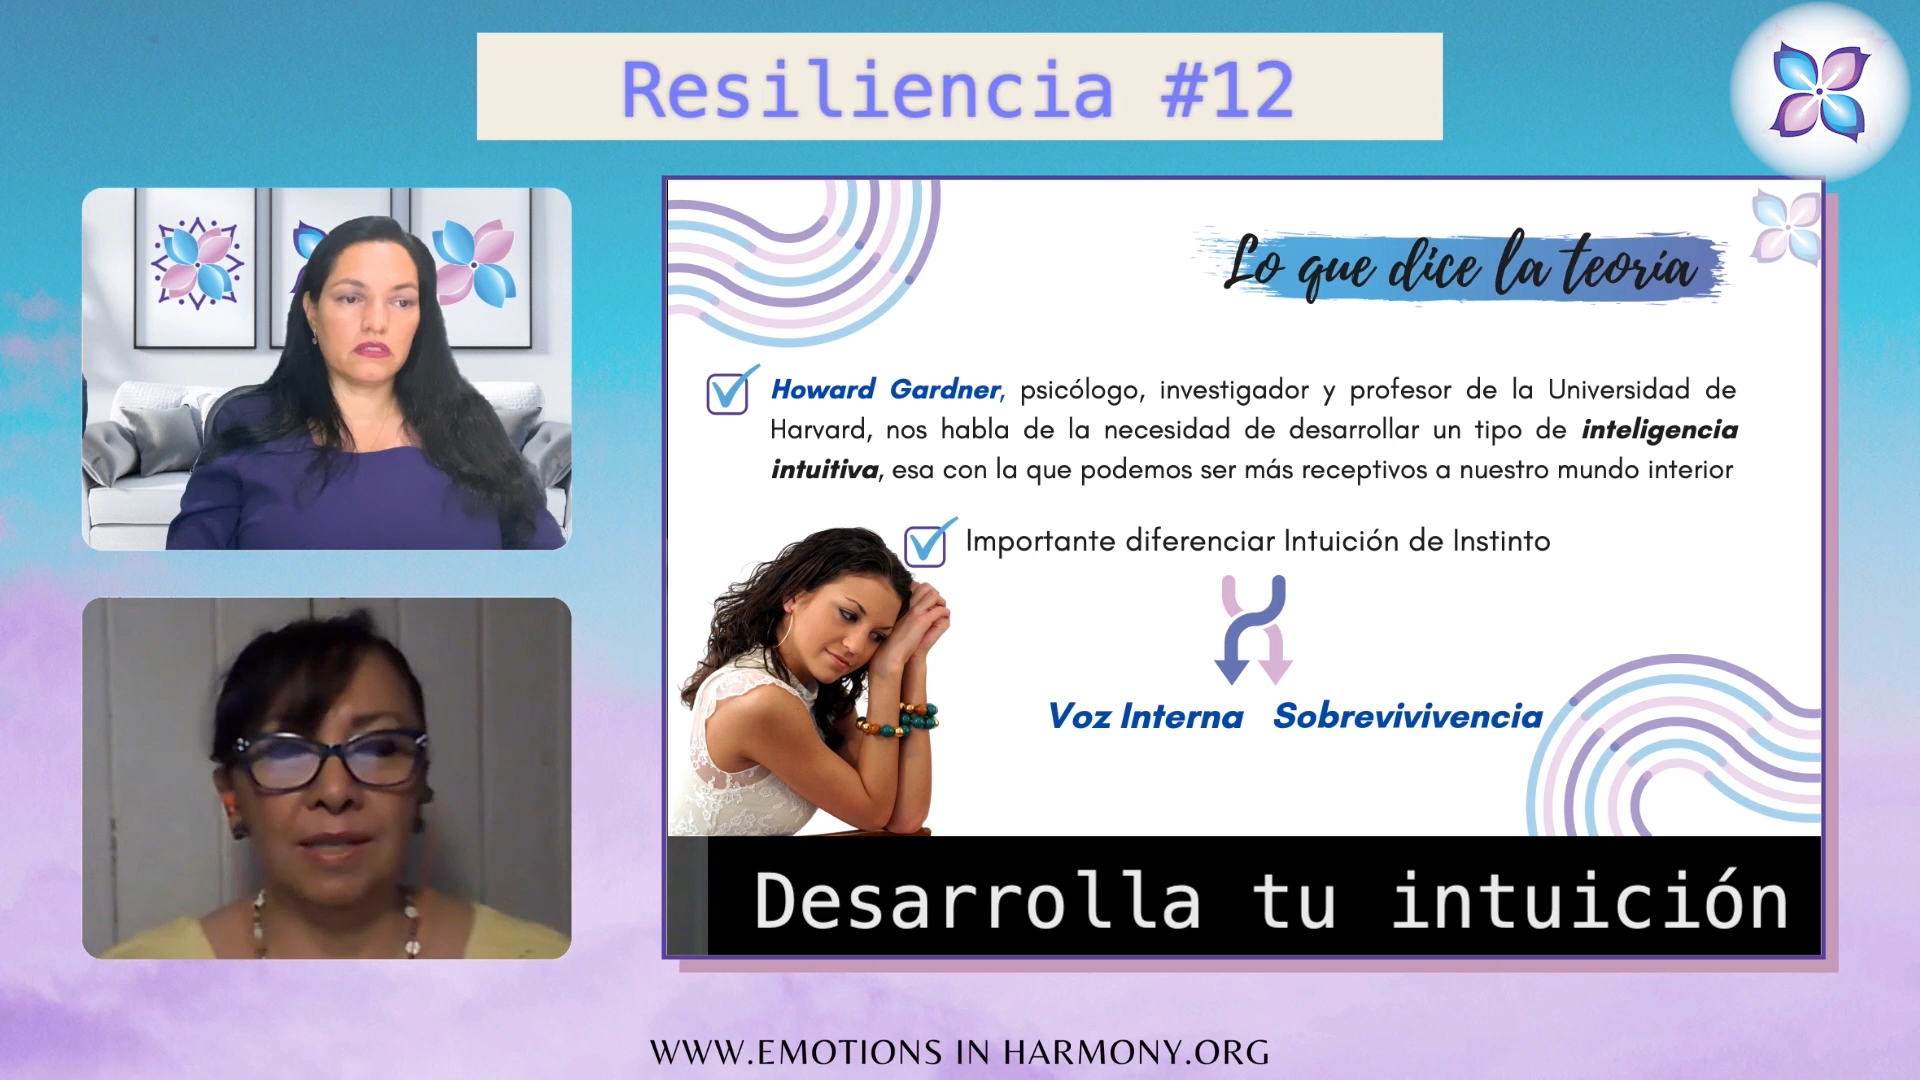 Resiliencia #12
Lo que dice la teoría
Howard Gardner, psicólogo, investigador y profesor de la Universidad de
Harvard, nos habla de la necesidad de desarrollar un tipo de inteligencia
intuitiva, esa con la que podemos ser más receptivos a nuestro mundo interior
Importante diferenciar Intuición de Instinto
Voz Interna Sobrevivivencia
Desarrolla tu intuición
WWW.EMOTIONS IN HARMONY.ORG